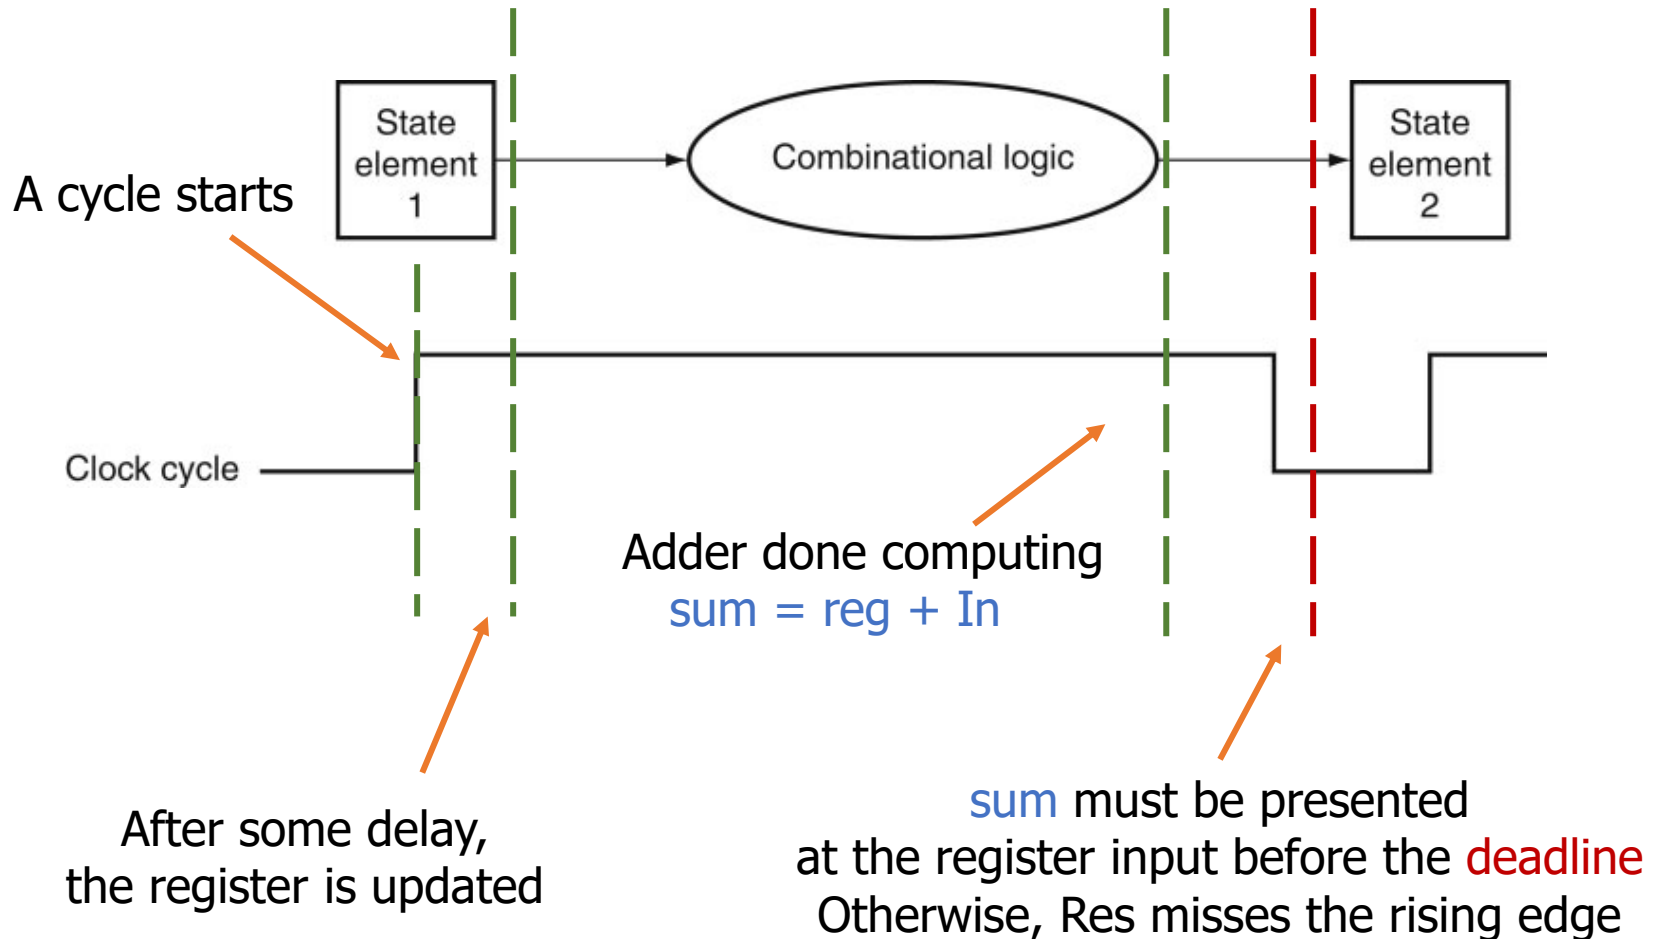 State
element
1
Combinational logic
State
element
2
A cycle starts
Clock cycle
Adder done computing
sum = reg + In
After some delay,
the register is updated
sum must be presented
at the register input before the deadline
Otherwise, Res misses the rising edge